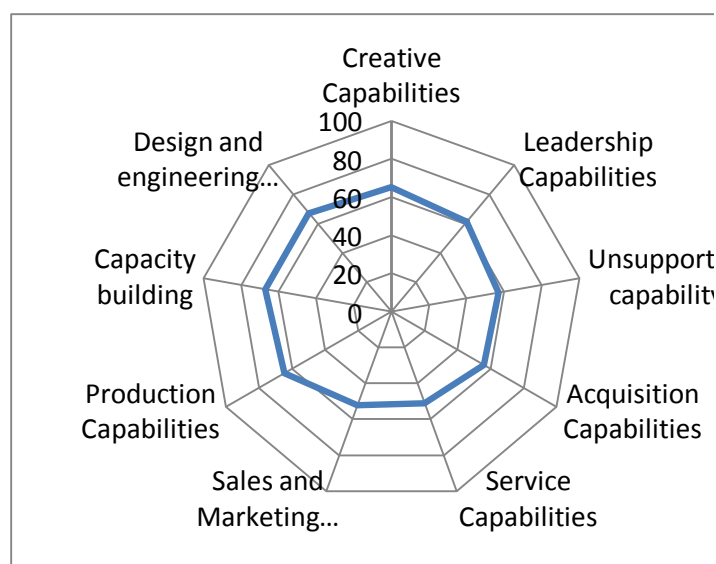 Creative
Capabilities
Leadership
Capabilities
Unsupport
capability
Acquisition
Capabilities
Service
Capabilities
Sales and
Marketing...
Production
Capabilities
Capacity
building
Design and
engineering...
100
80
60
40
20
0